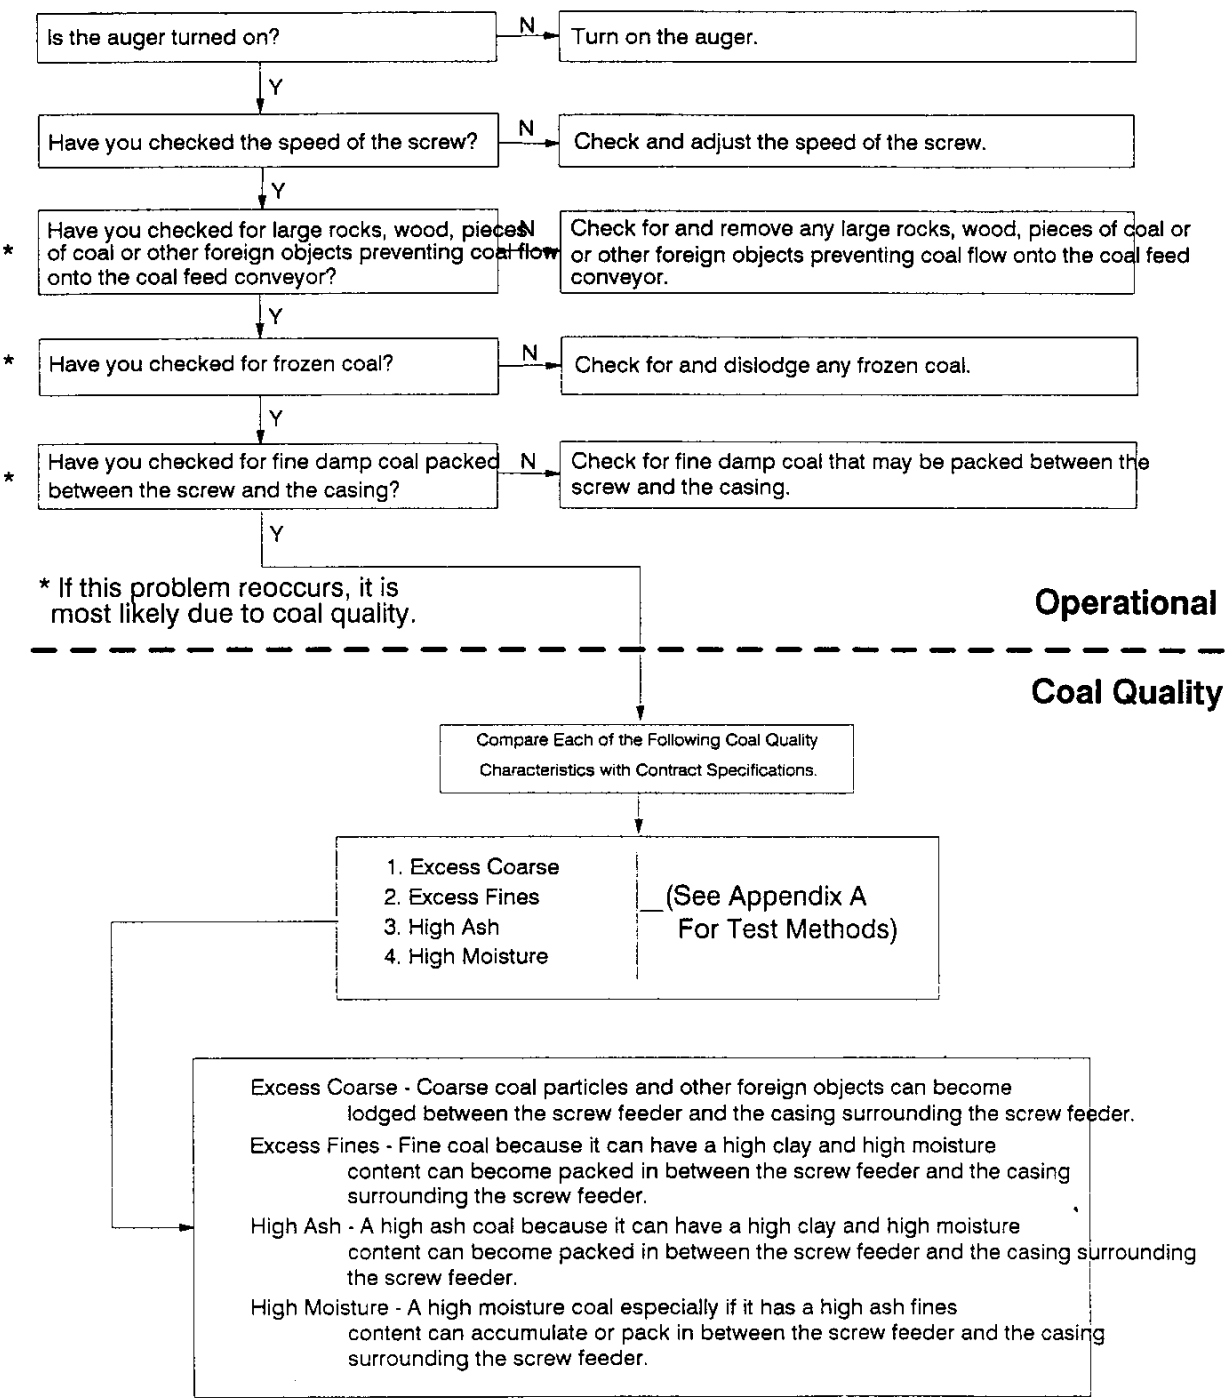 Is the auger turned on?
N
Turn on the auger.
Y
Have you checked the speed of the screw?
N
Check and adjust the speed of the screw.
Y
*
Have you checked for large rocks, wood, pieces
of coal or other foreign objects preventing coal flow
onto the coal feed conveyor?
N
Check for and remove any large rocks, wood, pieces of coal or
or other foreign objects preventing coal flow onto the coal feed
conveyor.
Y
*
Have you checked for frozen coal?
N
Check for and dislodge any frozen coal.
Y
*
Have you checked for fine damp coal packed
between the screw and the casing?
N
Check for fine damp coal that may be packed between the
screw and the casing.
Y
* If this problem reoccurs, it is
most likely due to coal quality.
Operational
Coal Quality
Compare Each of the Following Coal Quality
Characteristics with Contract Specifications.
1. Excess Coarse
2. Excess Fines
3. High Ash
4. High Moisture
(See Appendix A
For Test Methods)
Excess Coarse - Coarse coal particles and other foreign objects can become
lodged between the screw feeder and the casing surrounding the screw feeder.
Excess Fines - Fine coal because it can have a high clay and high moisture
content can become packed in between the screw feeder and the casing
surrounding the screw feeder.
High Ash - A high ash coal because it can have a high clay and high moisture
content can become packed in between the screw feeder and the casing surrounding
the screw feeder.
High Moisture - A high moisture coal especially if it has a high ash fines
content can accumulate or pack in between the screw feeder and the casing
surrounding the screw feeder.